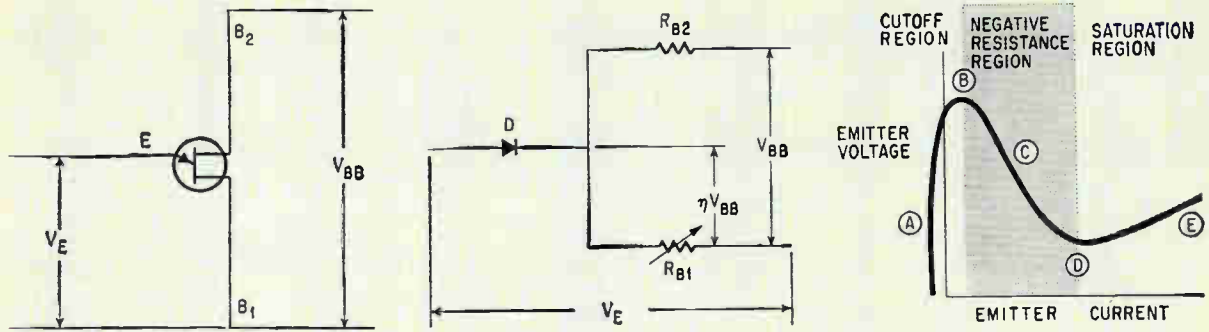 B2
E
VBB
VE
B1
RB2
D
VBB
ηVBB
RB1
VE
CUTOFF REGION
NEGATIVE RESISTANCE REGION
SATURATION REGION
B
EMITTER VOLTAGE
C
A
E
D
EMITTER CURRENT